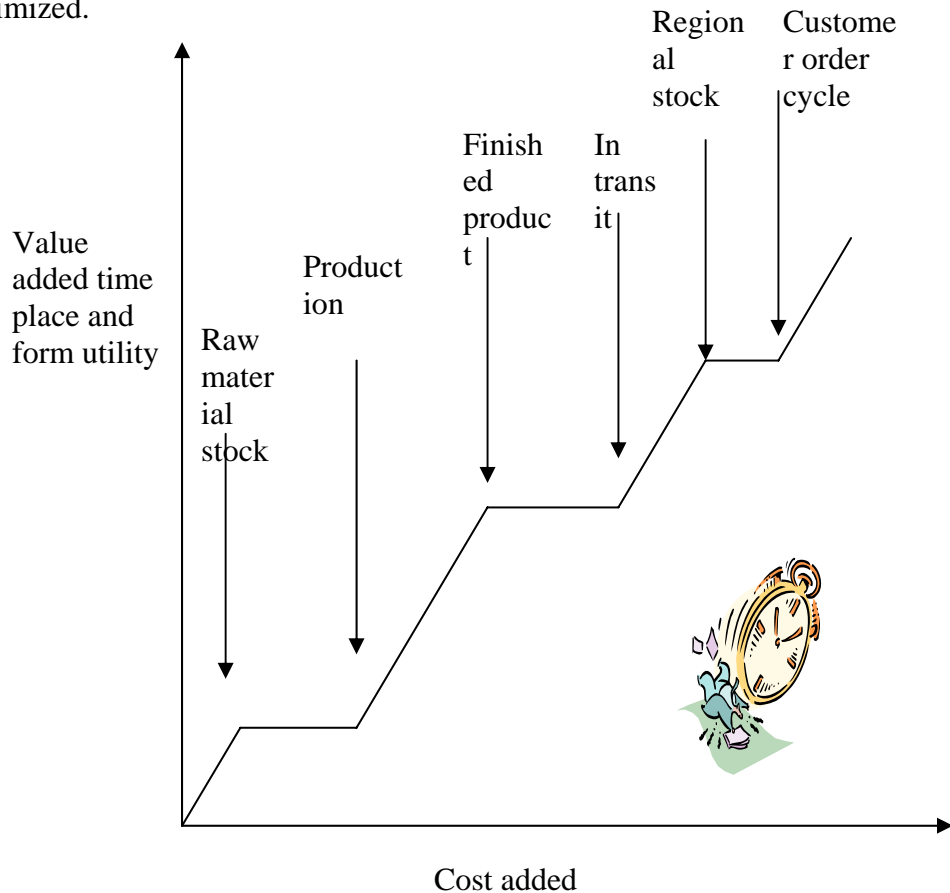 imized.
Region
al
stock
Custome
r order
cycle
Finish
ed
produc
t
In
trans
it
Value
added time
place and
form utility
Product
ion
Raw
mater
ial
stock
Cost added